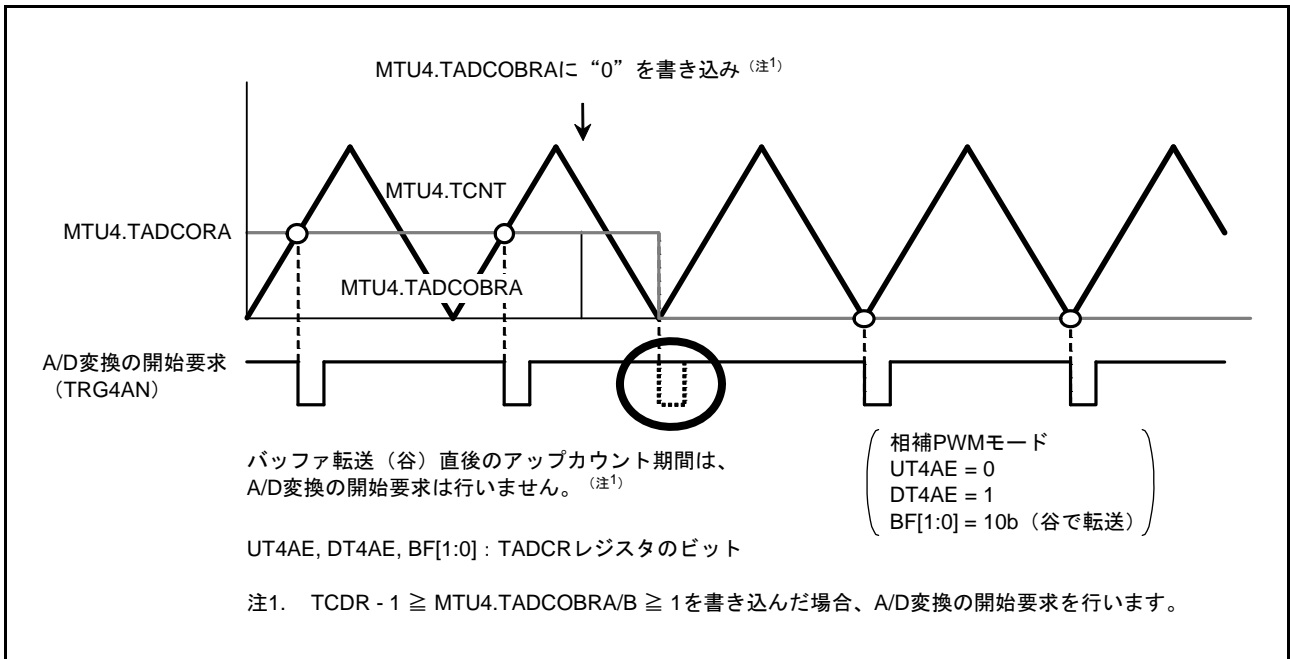 MTU4.TADCOBRAに“0”を書き込み（注1）
MTU4.TCNT
MTU4.TADCORA
MTU4.TADCOBRA
A/D変換の開始要求
（TRG4AN）
バッファ転送（谷）直後のアップカウント期間は、
A/D変換の開始要求は行いません。（注1）
相補PWMモード
UT4AE = 0
DT4AE = 1
BF[1:0] = 10b（谷で転送）
UT4AE, DT4AE, BF[1:0]：TADCRレジスタのビット
注1. TCDR - 1 ≧ MTU4.TADCOBRA/B ≧ 1を書き込んだ場合、A/D変換の開始要求を行います。